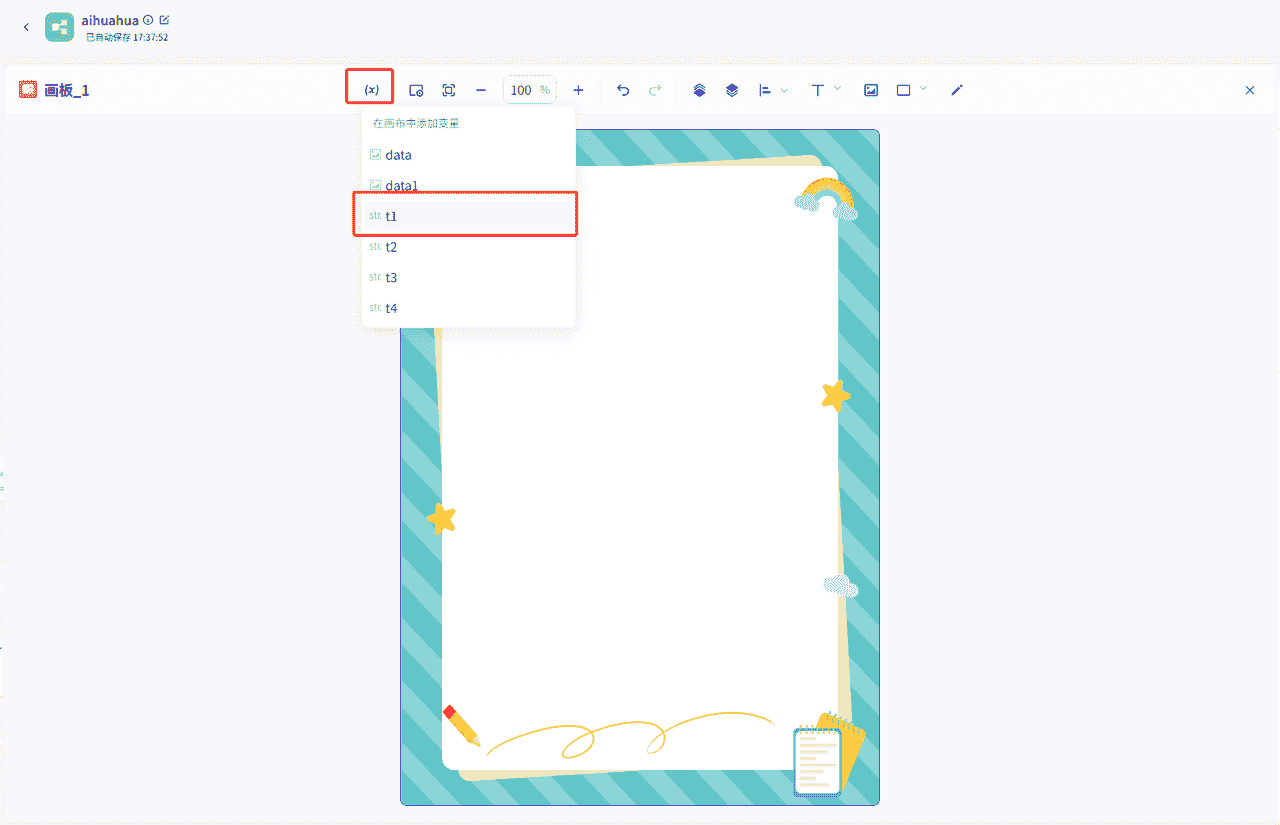 aihuahua
已自动保存 17:37:52
画板_1
(x)
100 %
T
在画布中添加变量
data
data1
str. t1
str. t2
str. t3
str. t4